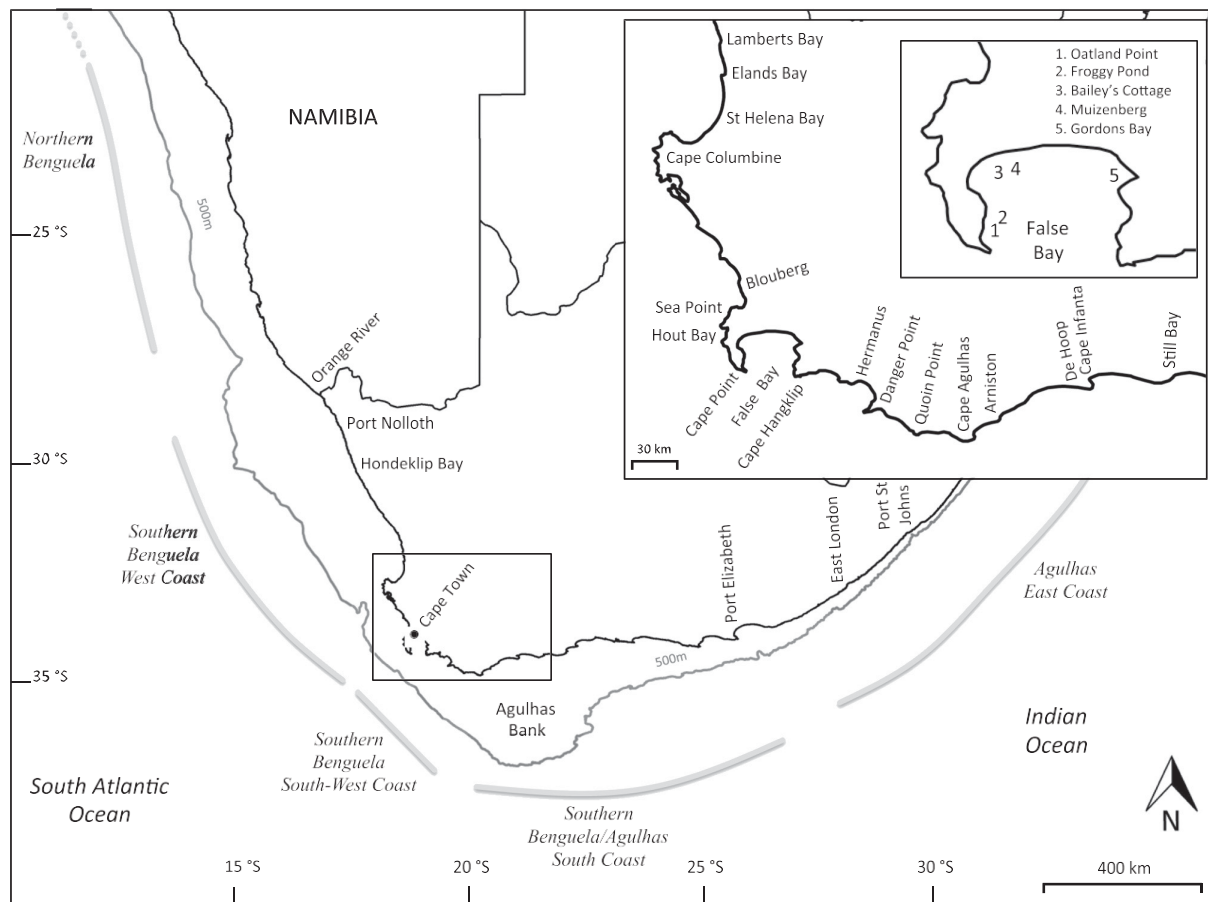 NAMIBIA
Northern
Benguela
500m
25 °S
Orange River
Port Nolloth
30 °S
Hondeklip Bay
Southern
Benguela
West Coast
Cape Town
35 °S
Port Elizabeth
East London
Port St
Johns
500m
Agulhas
Bank
Agulhas
East Coast
Southern
Benguela
South-West Coast
Southern
Benguela/Agulhas
South Coast
South Atlantic
Ocean
Indian
Ocean
N
15 °S
20 °S
25 °S
30 °S
400 km
Lamberts Bay
Elands Bay
St Helena Bay
Cape Columbine
Blouberg
Sea Point
Hout Bay
Cape Point
False Bay
Cape Hangklip
Hermanus
Danger Point
Quoin Point
Cape Agulhas
Arniston
De Hoop
Cape Infanta
Still Bay
30 km
1. Oatland Point
2. Froggy Pond
3. Bailey's Cottage
4. Muizenberg
5. Gordons Bay
3
4
5
2
1
False
Bay